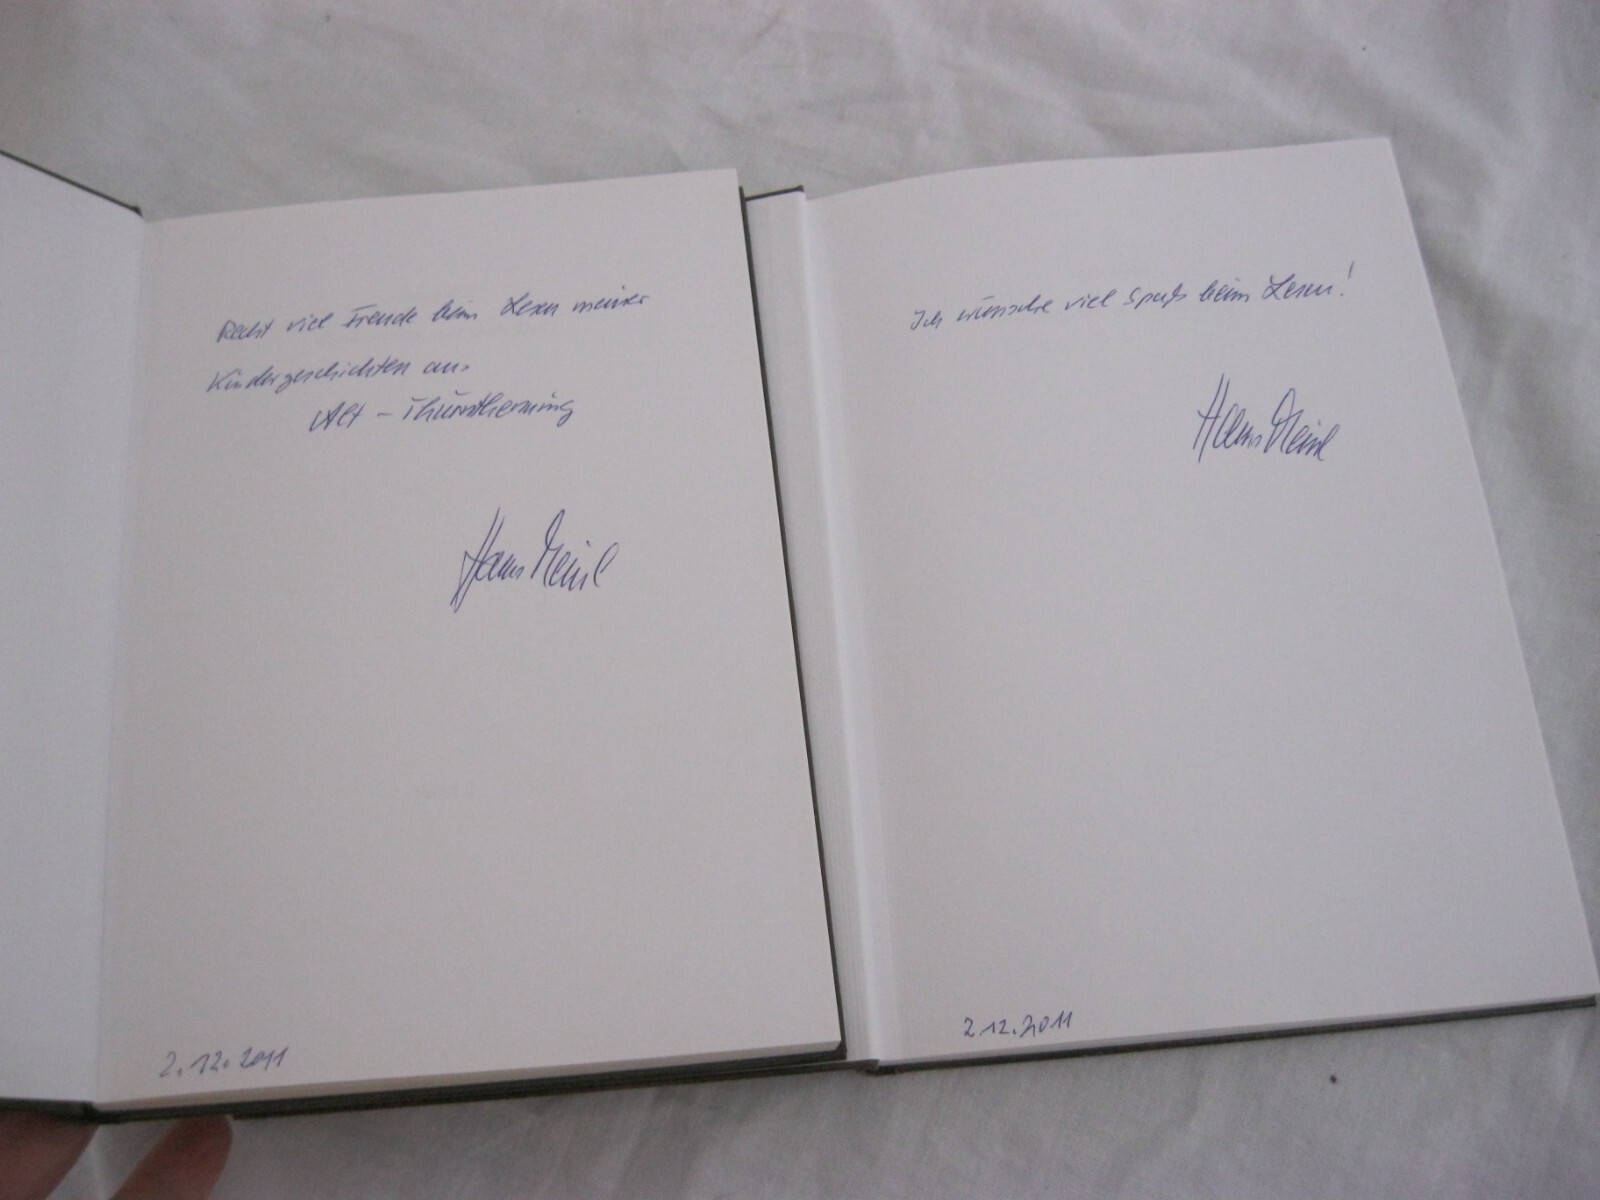 Recht viel Freude beim Lesen meiner
Kindergeschichten aus
Alt - Thürntherning
Hans Meinl
2.12.2011
Ich wünsche viel Spaß beim Lesen!
Hans Meinl
2.12.2011